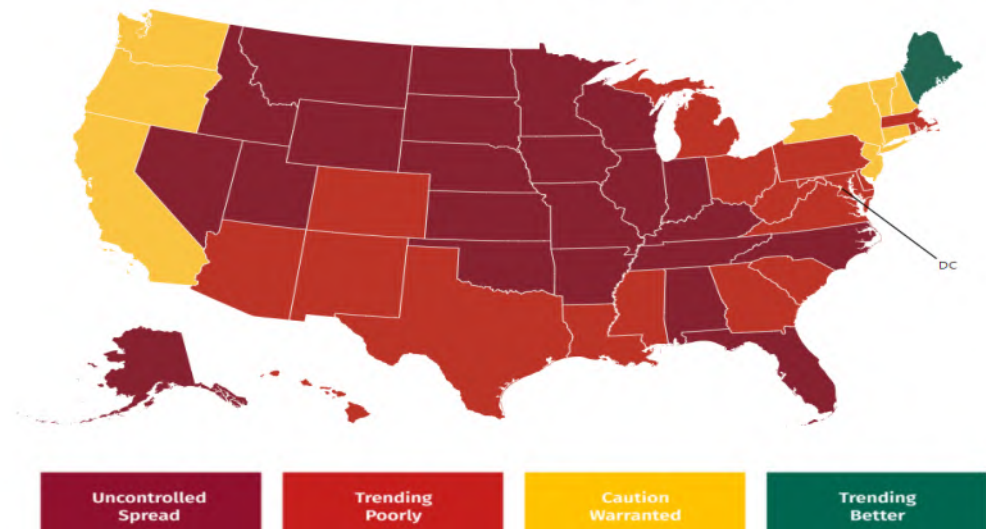 DC
Uncontrolled
Spread
Trending
Poorly
Caution
Warranted
Trending
Better